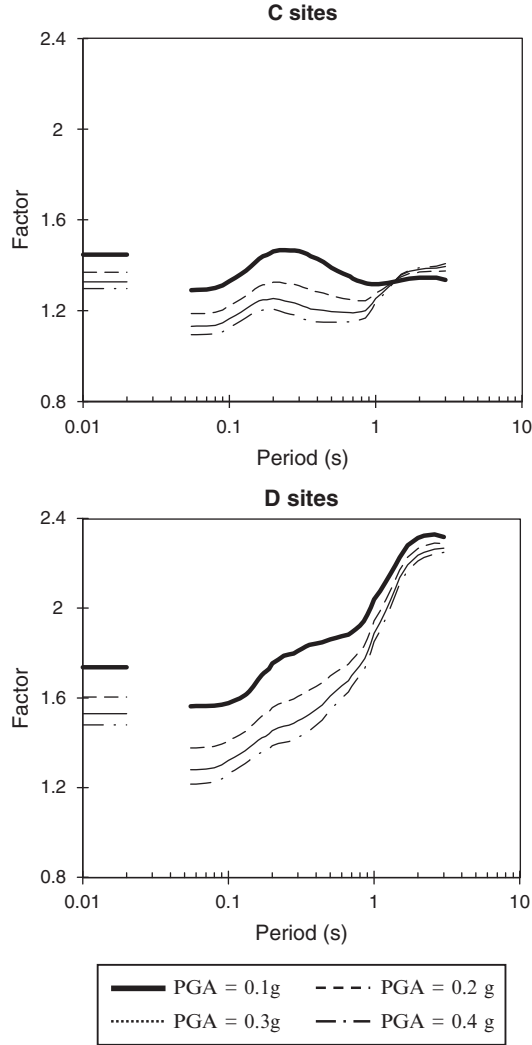 C sites
2.4
2
1.6
1.2
0.8
Factor
0.01 0.1 1 10
Period (s)
D sites
2.4
2
1.6
1.2
0.8
Factor
0.01 0.1 1 10
Period (s)
PGA = 0.1g PGA = 0.2 g
PGA = 0.3g PGA = 0.4 g